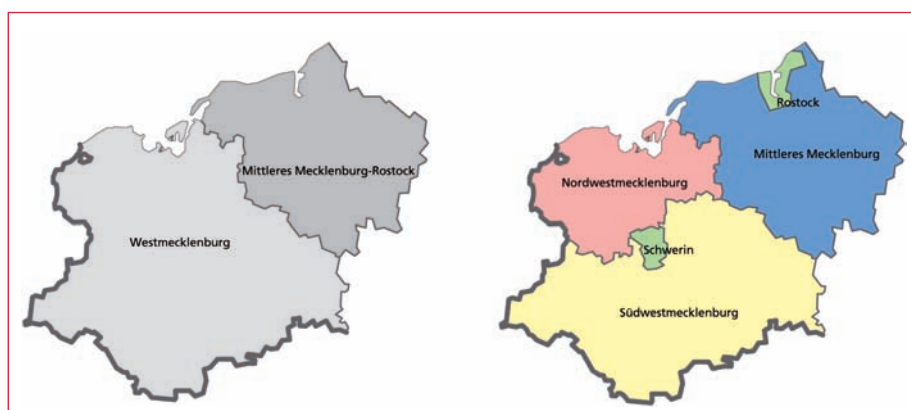 Mittleres Mecklenburg-Rostock
Westmecklenburg
Rostock
Mittleres Mecklenburg
Nordwestmecklenburg
Schwerin
Südwestmecklenburg